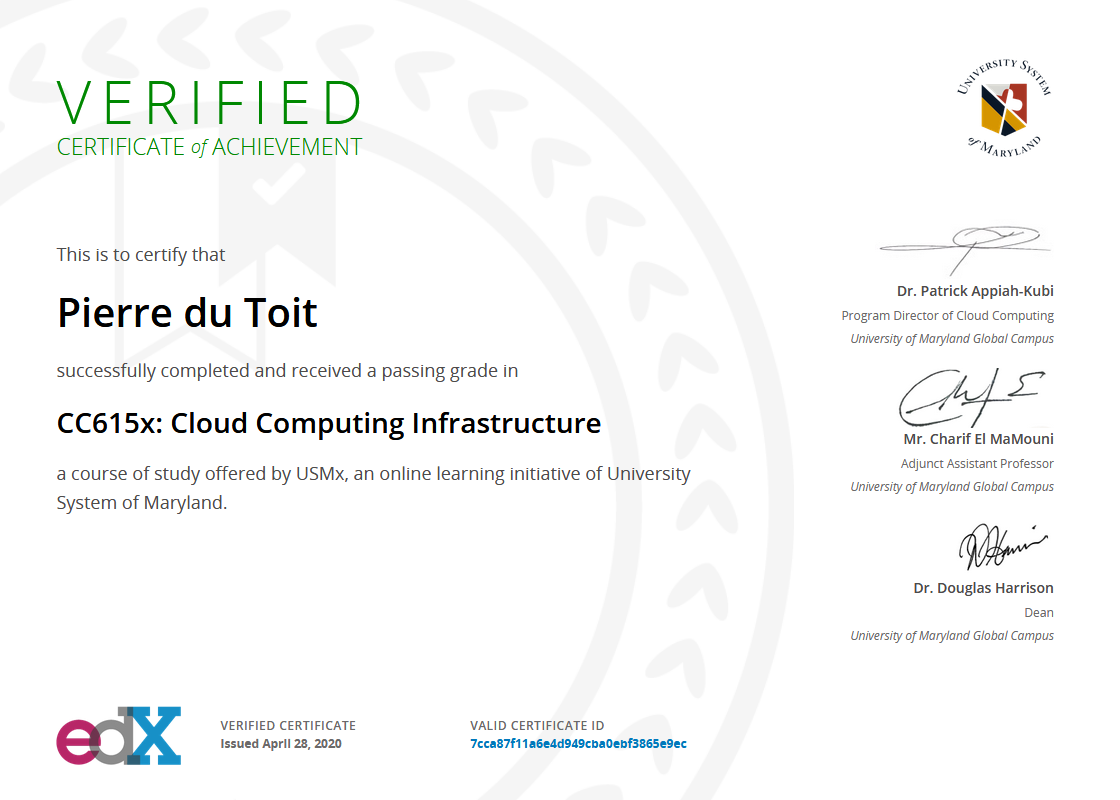 VERIFIED
CERTIFICATE of ACHIEVEMENT
UNIVERSITY SYSTEM
of MARYLAND
This is to certify that
Pierre du Toit
successfully completed and received a passing grade in
CC615x: Cloud Computing Infrastructure
a course of study offered by USMx, an online learning initiative of University
System of Maryland.
Dr. Patrick Appiah-Kubi
Program Director of Cloud Computing
University of Maryland Global Campus
Mr. Charif El MaMouni
Adjunct Assistant Professor
University of Maryland Global Campus
Dr. Douglas Harrison
Dean
University of Maryland Global Campus
edX
VERIFIED CERTIFICATE
Issued April 28, 2020
VALID CERTIFICATE ID
7cca87f11a6e4d949cba0ebf3865e9ec